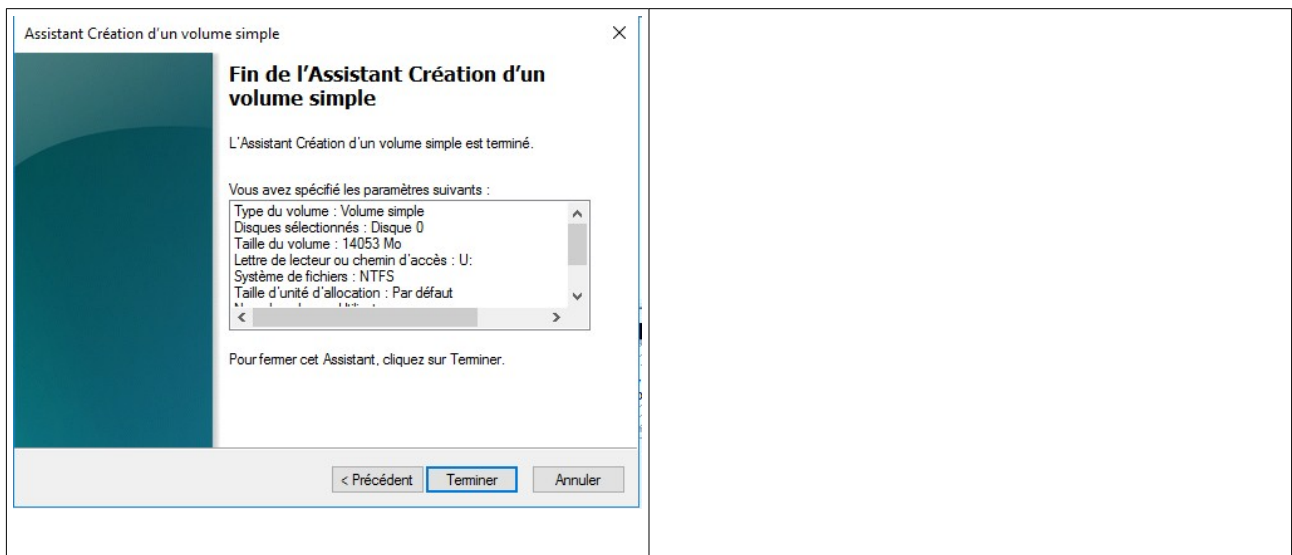 Assistant Création d'un volume simple
Fin de l'Assistant Création d'un
volume simple
L'Assistant Création d'un volume simple est terminé.
Vous avez spécifié les paramètres suivants :
Type du volume : Volume simple
Disques sélectionnés : Disque 0
Taille du volume : 14053 Mo
Lettre de lecteur ou chemin d'accès : U:
Système de fichiers : NTFS
Taille d'unité d'allocation : Par défaut
Pour fermer cet Assistant, cliquez sur Terminer.
< Précédent Terminer Annuler